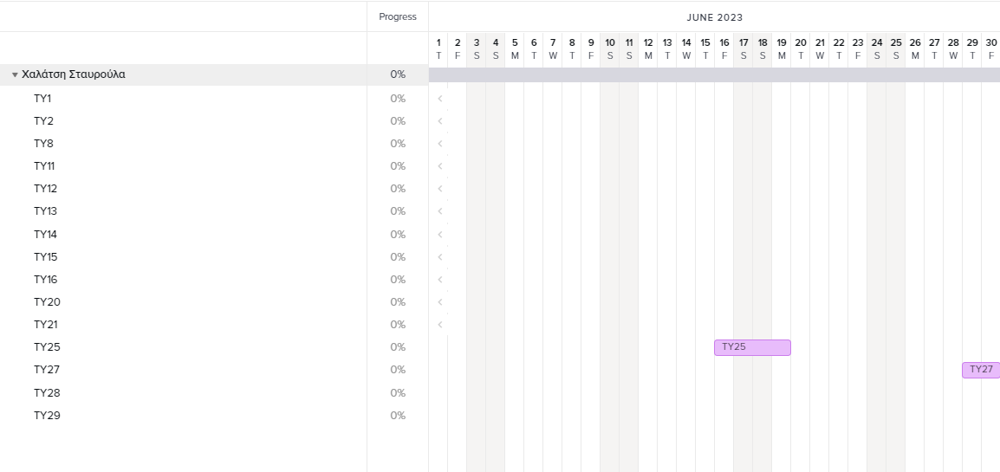 Progress
JUNE 2023
1 2 3 4 5 6 7 8 9 10 11 12 13 14 15 16 17 18 19 20 21 22 23 24 25 26 27 28 29 30
T F S S M T W T F S S M T W T F S S M T W T F S S M T W T F
Χαλάτση Σταυρούλα 0%
TY1 0%
TY2 0%
TY8 0%
TY11 0%
TY12 0%
TY13 0%
TY14 0%
TY15 0%
TY16 0%
TY20 0%
TY21 0%
TY25 0% TY25
TY27 0% TY27
TY28 0%
TY29 0%